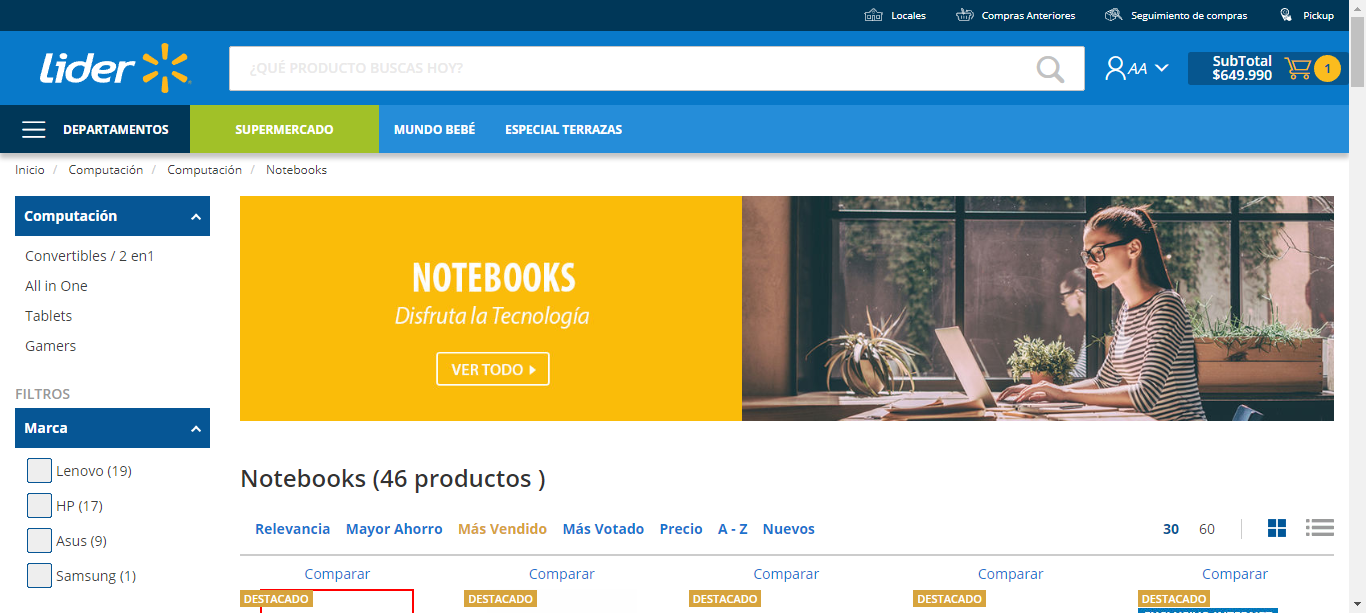 Locales Compras Anteriores Seguimiento de compras Pickup
Lider
¿QUÉ PRODUCTO BUSCAS HOY?
AA
SubTotal
$649.990
1
DEPARTAMENTOS SUPERMERCADO MUNDO BEBÉ ESPECIAL TERRAZAS
Inicio / Computación / Computación / Notebooks
Computación
Convertibles / 2 en1
All in One
Tablets
Gamers
FILTROS
Marca
Lenovo (19)
HP (17)
Asus (9)
Samsung (1)
NOTEBOOKS
Disfruta la Tecnología
VER TODO
Notebooks (46 productos )
Relevancia Mayor Ahorro Más Vendido Más Votado Precio A - Z Nuevos 30 60
Comparar Comparar Comparar Comparar Comparar
DESTACADO DESTACADO DESTACADO DESTACADO DESTACADO